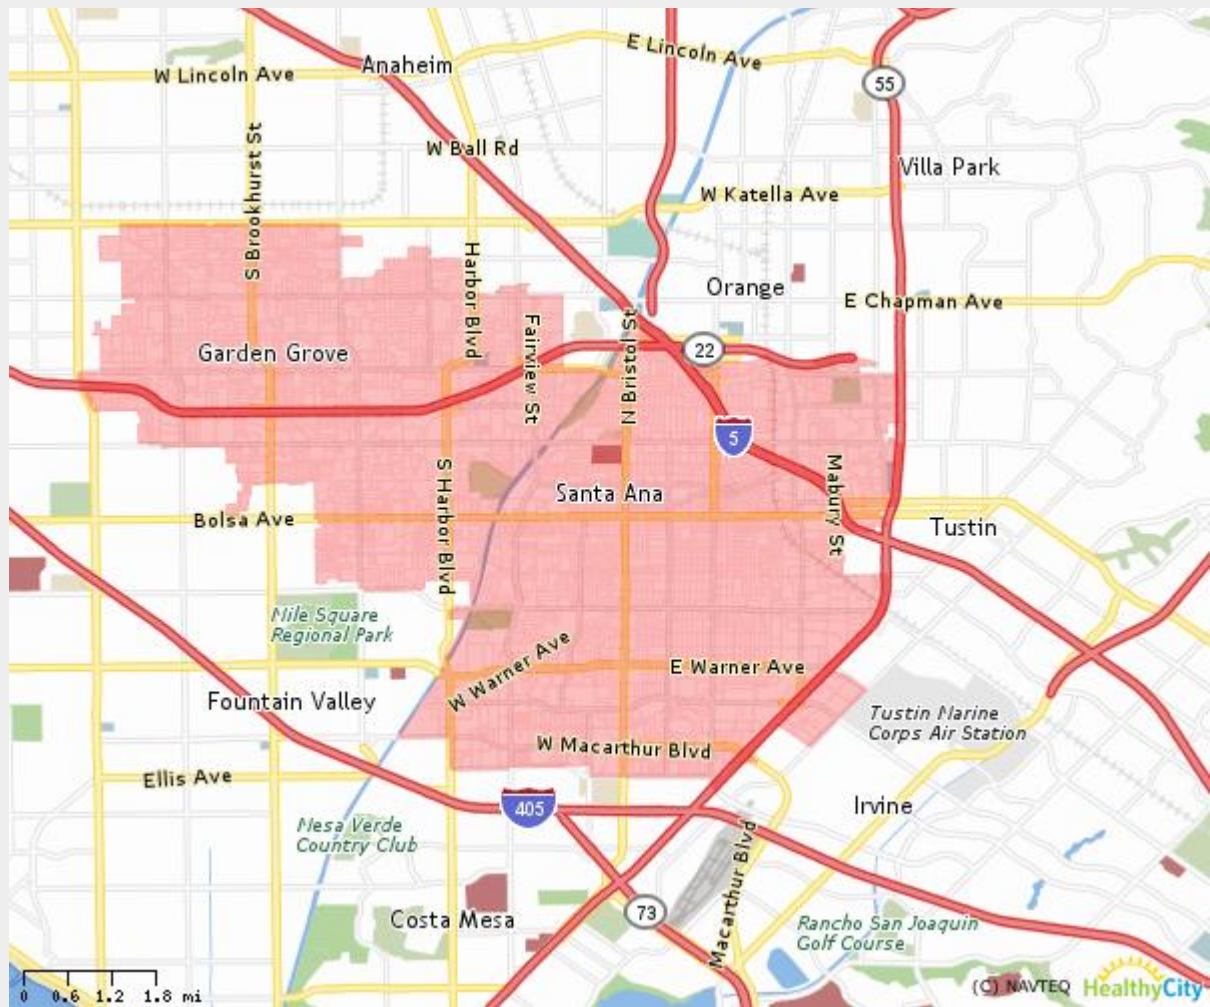 Anaheim
W Lincoln Ave
E Lincoln Ave
55
S Brookhurst St
W Ball Rd
Villa Park
W Katella Ave
Harbor Blvd
Orange
E Chapman Ave
Fairview St
N Bristol St
Garden Grove
22
5
S Harbor Blvd
Santa Ana
Mabury St
Bolsa Ave
Tustin
Mile Square
Regional Park
W Warner Ave
E Warner Ave
Fountain Valley
Tustin Marine
Corps Air Station
W Macarthur Blvd
Ellis Ave
405
Irvine
Mesa Verde
Country Club
Macarthur Blvd
Costa Mesa
73
Rancho San Joaquin
Golf Course
0 0.6 1.2 1.8 mi
(C) NAVTEQ HealthyCity